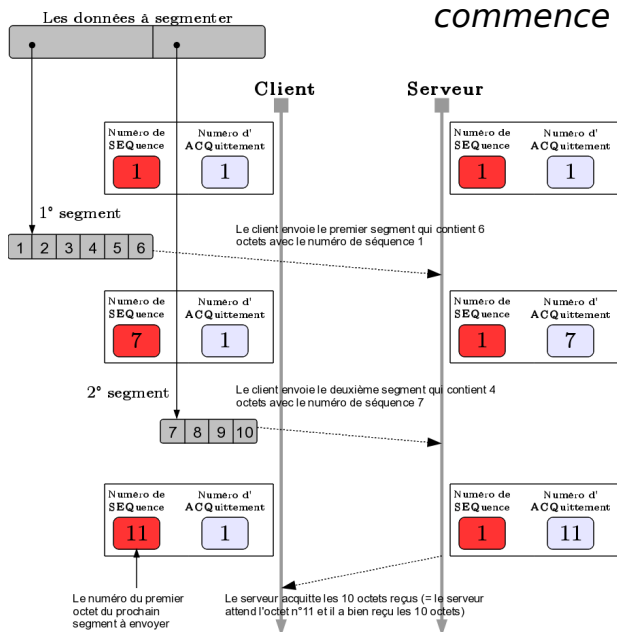 commence
Les données à segmenter
Client
Serveur
Numéro de
SEQuence
Numéro d'
ACQuittement
1
1
Numéro de
SEQuence
Numéro d'
ACQuittement
1
1
1° segment
Le client envoie le premier segment qui contient 6
octets avec le numéro de séquence 1
1 2 3 4 5 6
Numéro de
SEQuence
Numéro d'
ACQuittement
7
1
Numéro de
SEQuence
Numéro d'
ACQuittement
1
7
2° segment
Le client envoie le deuxième segment qui contient 4
octets avec le numéro de séquence 7
7 8 9 10
Numéro de
SEQuence
Numéro d'
ACQuittement
11
1
Numéro de
SEQuence
Numéro d'
ACQuittement
1
11
Le numéro du premier
octet du prochain
segment à envoyer
Le serveur acquitte les 10 octets reçus (= le serveur
attend l'octet n°11 et il a bien reçu les 10 octets)